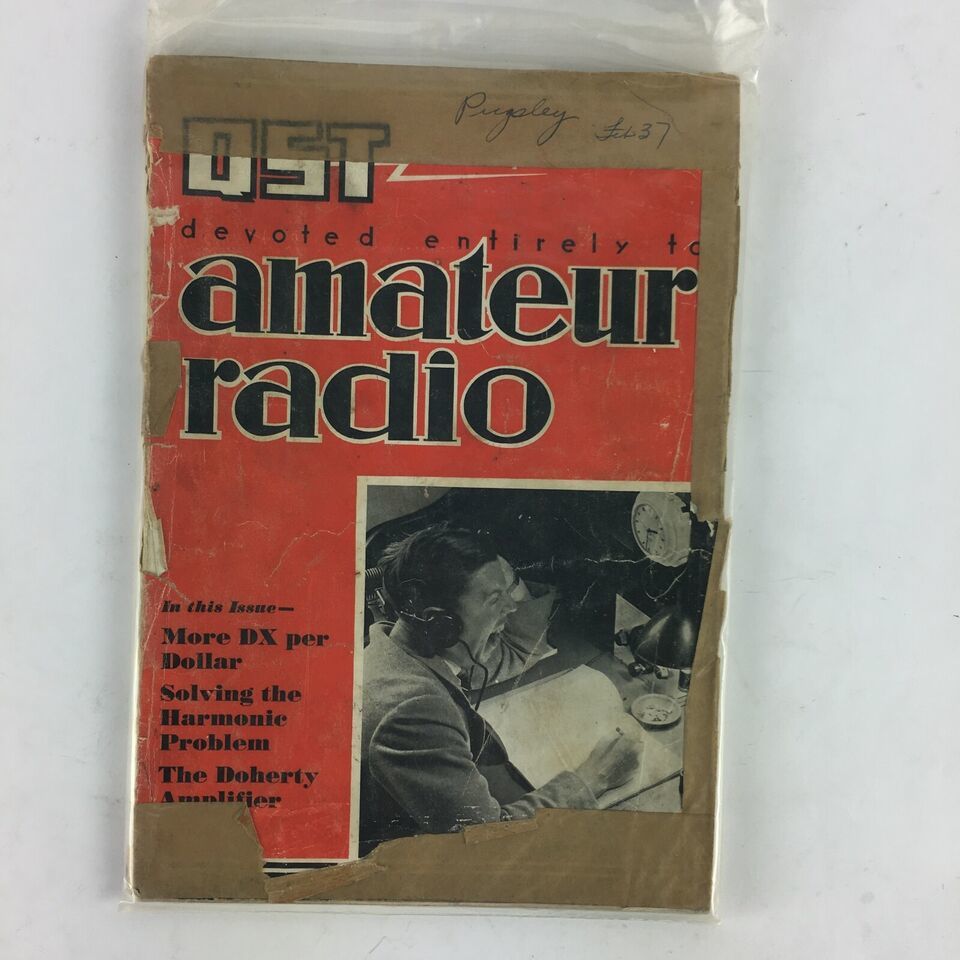 Pugsley Feb 37
QST
devoted entirely to
amateur
radio
In this Issue—
More DX per
Dollar
Solving the
Harmonic
Problem
The Doherty
Amplifier